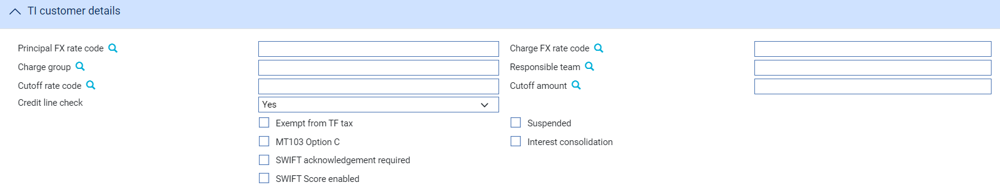 TI customer details
Principal FX rate code
Charge FX rate code
Charge group
Responsible team
Cutoff rate code
Cutoff amount
Credit line check
Yes
Exempt from TF tax
Suspended
MT103 Option C
Interest consolidation
SWIFT acknowledgement required
SWIFT Score enabled